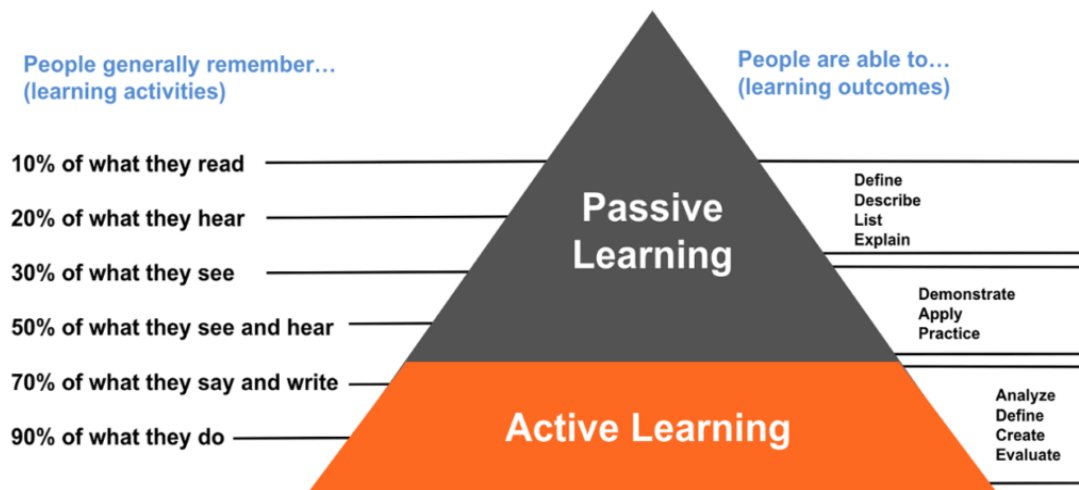 People generally remember…
(learning activities)
10% of what they read
20% of what they hear
30% of what they see
50% of what they see and hear
70% of what they say and write
90% of what they do
Passive
Learning
Active Learning
People are able to…
(learning outcomes)
Define
Describe
List
Explain
Demonstrate
Apply
Practice
Analyze
Define
Create
Evaluate